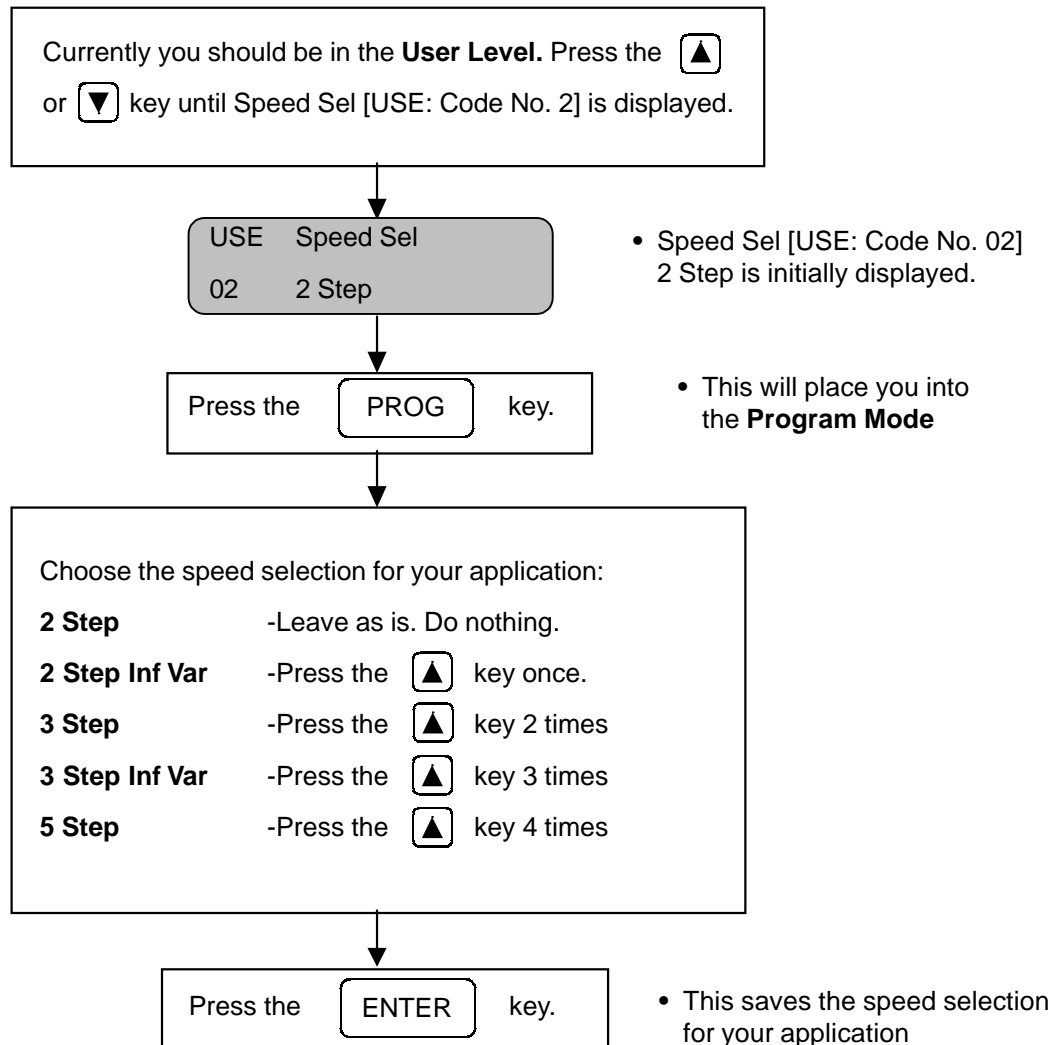 Currently you should be in the User Level. Press the ▲
or ▼ key until Speed Sel [USE: Code No. 2] is displayed.
USE Speed Sel
02 2 Step
• Speed Sel [USE: Code No. 02]
2 Step is initially displayed.
Press the PROG key.
• This will place you into
the Program Mode
Choose the speed selection for your application:
2 Step -Leave as is. Do nothing.
2 Step Inf Var -Press the ▲ key once.
3 Step -Press the ▲ key 2 times
3 Step Inf Var -Press the ▲ key 3 times
5 Step -Press the ▲ key 4 times
Press the ENTER key.
• This saves the speed selection
for your application